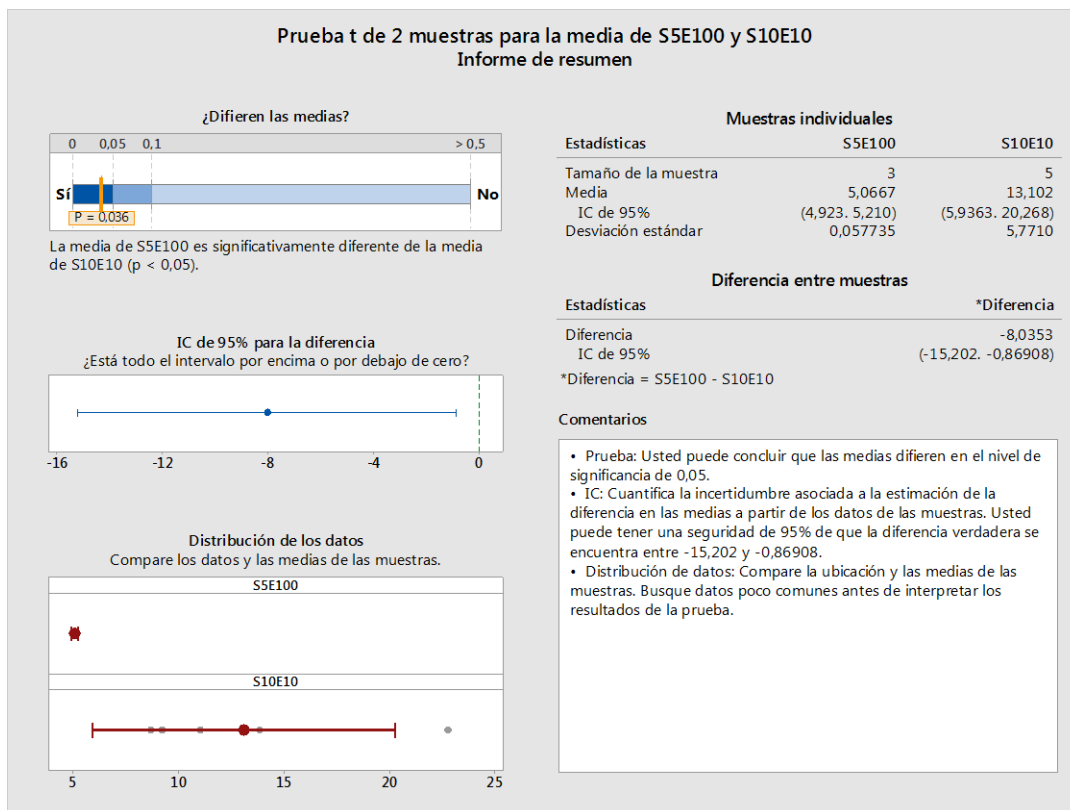 Prueba t de 2 muestras para la media de S5E100 y S10E10
Informe de resumen
¿Difieren las medias?
0 0,05 0,1 > 0,5
Sí No
P = 0,036
La media de S5E100 es significativamente diferente de la media
de S10E10 (p < 0,05).
IC de 95% para la diferencia
¿Está todo el intervalo por encima o por debajo de cero?
-16 -12 -8 -4 0
Distribución de los datos
Compare los datos y las medias de las muestras.
S5E100
S10E10
5 10 15 20 25
Muestras individuales
Estadísticas S5E100 S10E10
Tamaño de la muestra 3 5
Media 5,0667 13,102
IC de 95% (4,923. 5,210) (5,9363. 20,268)
Desviación estándar 0,057735 5,7710
Diferencia entre muestras
Estadísticas *Diferencia
Diferencia -8,0353
IC de 95% (-15,202. -0,86908)
*Diferencia = S5E100 - S10E10
Comentarios
• Prueba: Usted puede concluir que las medias difieren en el nivel de
significancia de 0,05.
• IC: Cuantifica la incertidumbre asociada a la estimación de la
diferencia en las medias a partir de los datos de las muestras. Usted
puede tener una seguridad de 95% de que la diferencia verdadera se
encuentra entre -15,202 y -0,86908.
• Distribución de datos: Compare la ubicación y las medias de las
muestras. Busque datos poco comunes antes de interpretar los
resultados de la prueba.